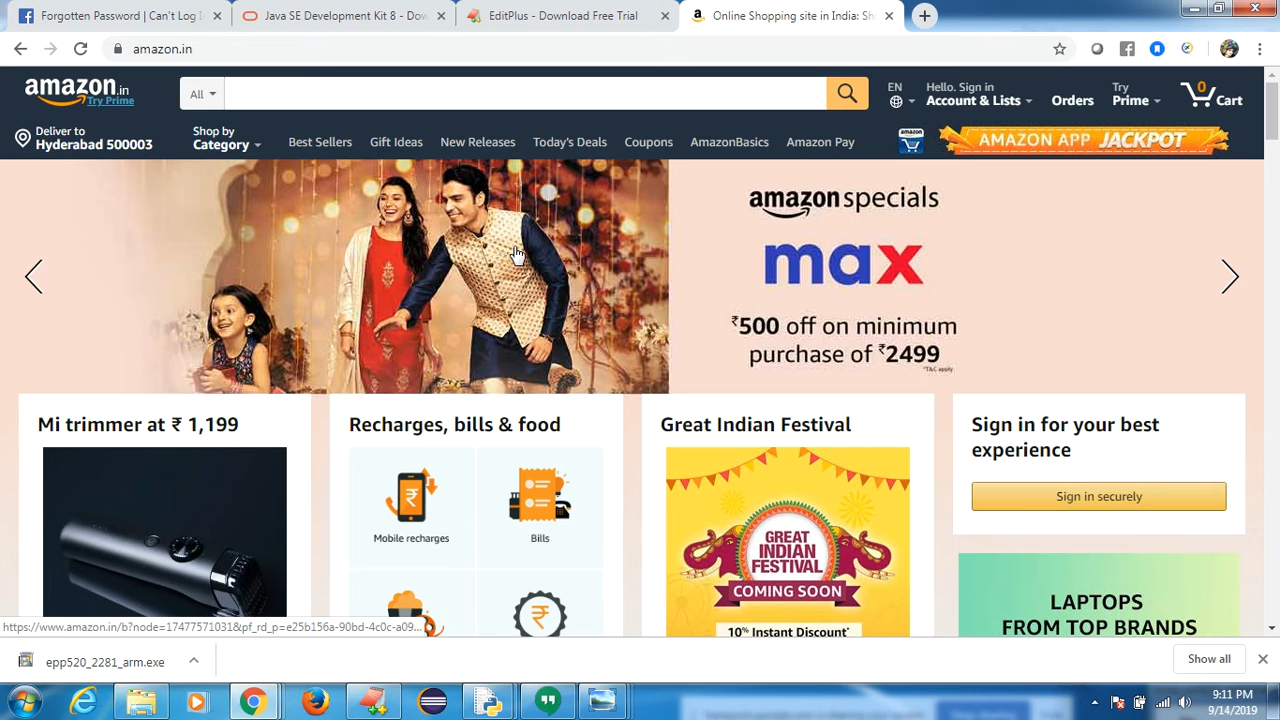 Forgotten Password | Can't Log I
Java SE Development Kit 8 - Dow
EditPlus - Download Free Trial
Online Shopping site in India: Sh
amazon.in
amazon.in
Try Prime
All
EN
Hello. Sign in
Account & Lists
Orders
Try
Prime
0
Cart
Deliver to
Hyderabad 500003
Shop by
Category
Best Sellers
Gift Ideas
New Releases
Today's Deals
Coupons
AmazonBasics
Amazon Pay
amazon
AMAZON APP JACKPOT
amazon specials
max
₹500 off on minimum
purchase of ₹2499
*T&C apply
Mi trimmer at ₹ 1,199
Recharges, bills & food
Mobile recharges
Bills
Great Indian Festival
GREAT
INDIAN
FESTIVAL
COMING SOON
10% Instant Discount*
Sign in for your best
experience
Sign in securely
LAPTOPS
FROM TOP BRANDS
https://www.amazon.in/b?node=17477571031&pf_rd_p=e25b156a-90bd-4c0c-a09...
epp520_2281_arm.exe
Show all
9:11 PM
9/14/2019